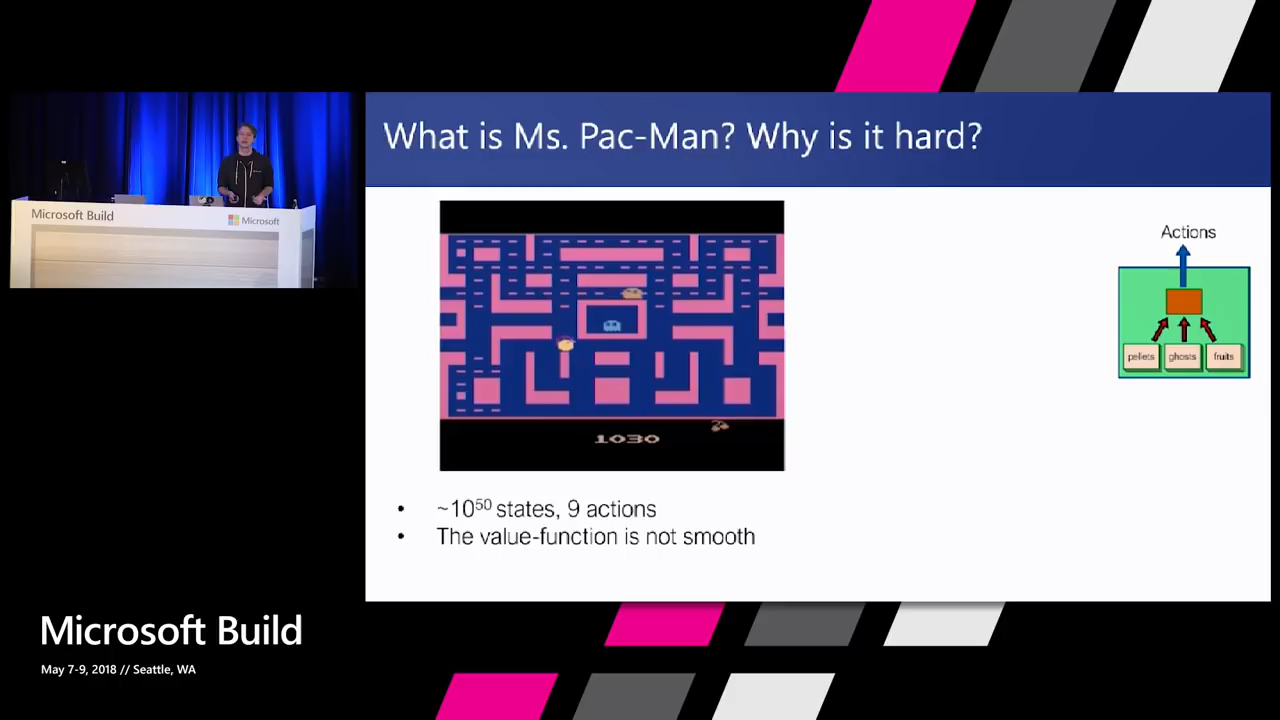 What is Ms. Pac-Man? Why is it hard?
Microsoft Build
Microsoft
Actions
pellets
ghosts
fruits
1030
• ~10⁵⁰ states, 9 actions
• The value-function is not smooth
Microsoft Build
May 7-9, 2018 // Seattle, WA